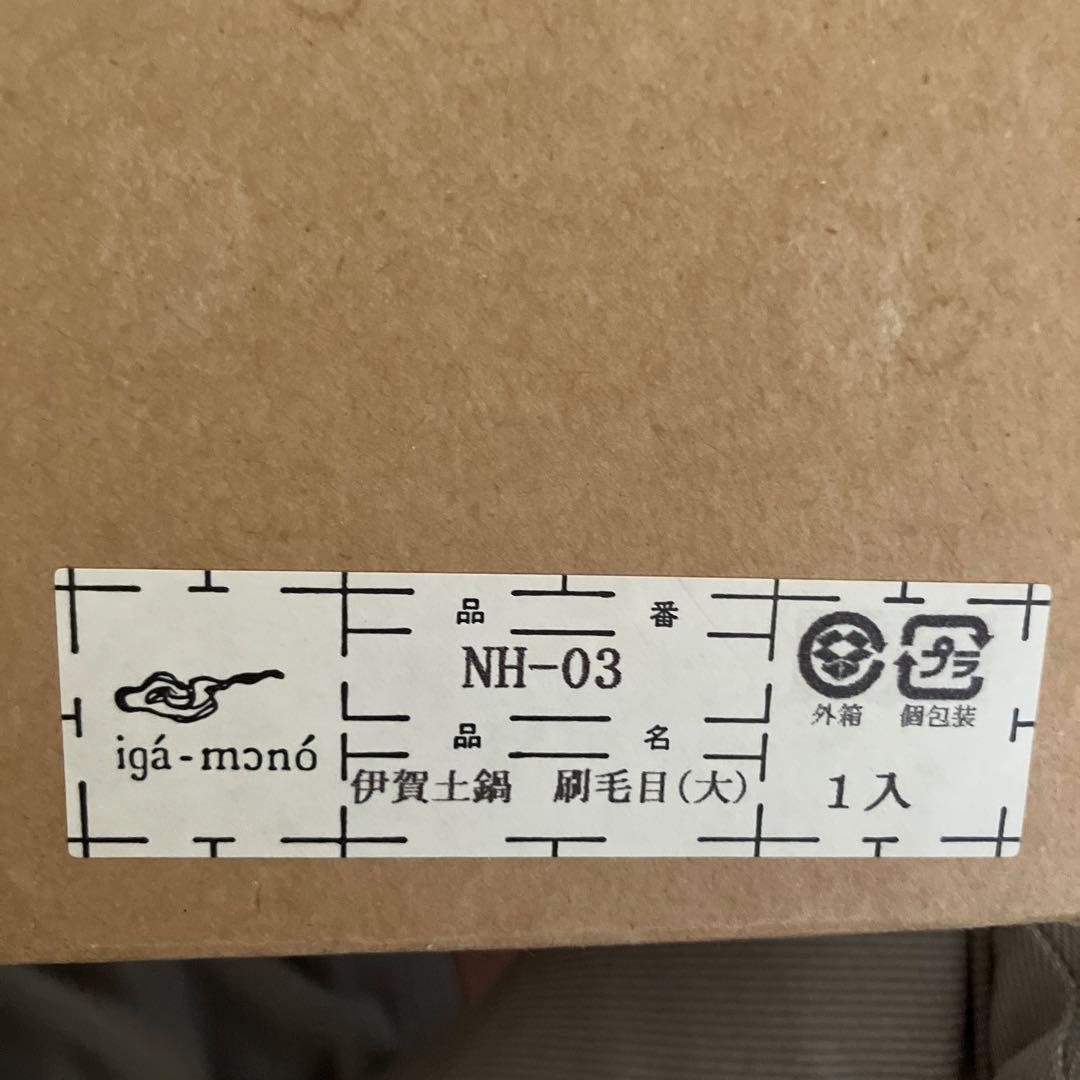 igá-mɔnó
品 番
NH-03
品 名
伊賀土鍋 刷毛目(大)
プラ
外箱 個包装
1入